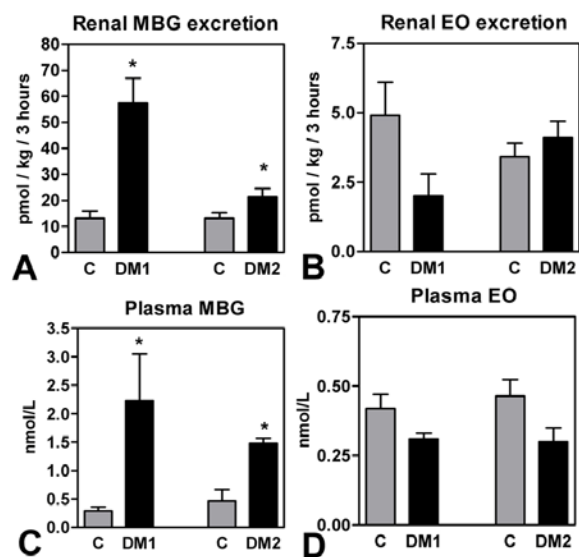 Renal MBG excretion
pmol / kg / 3 hours
80
70
60
50
40
30
20
10
0
*
*
C DM1 C DM2
A
Renal EO excretion
pmol / kg / 3 hours
7.5
5.0
2.5
0.0
C DM1 C DM2
B
Plasma MBG
nmol/L
3.5
3.0
2.5
2.0
1.5
1.0
0.5
0.0
*
*
C DM1 C DM2
C
Plasma EO
nmol/L
0.75
0.50
0.25
0.00
C DM1 C DM2
D